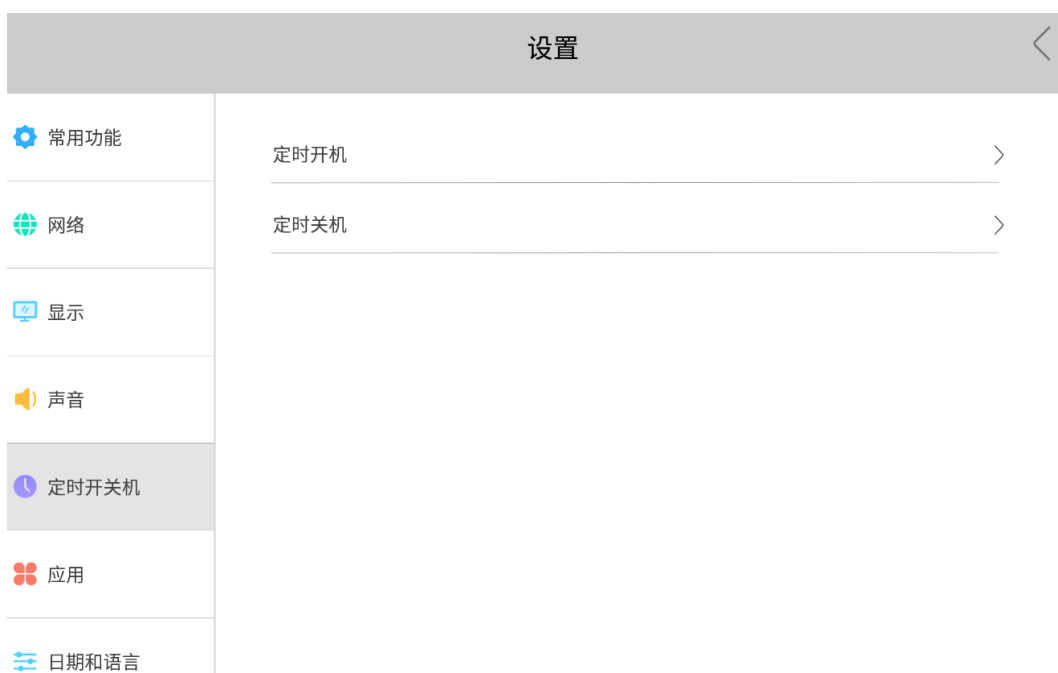 设置
常用功能
网络
显示
声音
定时开关机
应用
日期和语言
定时开机
定时关机